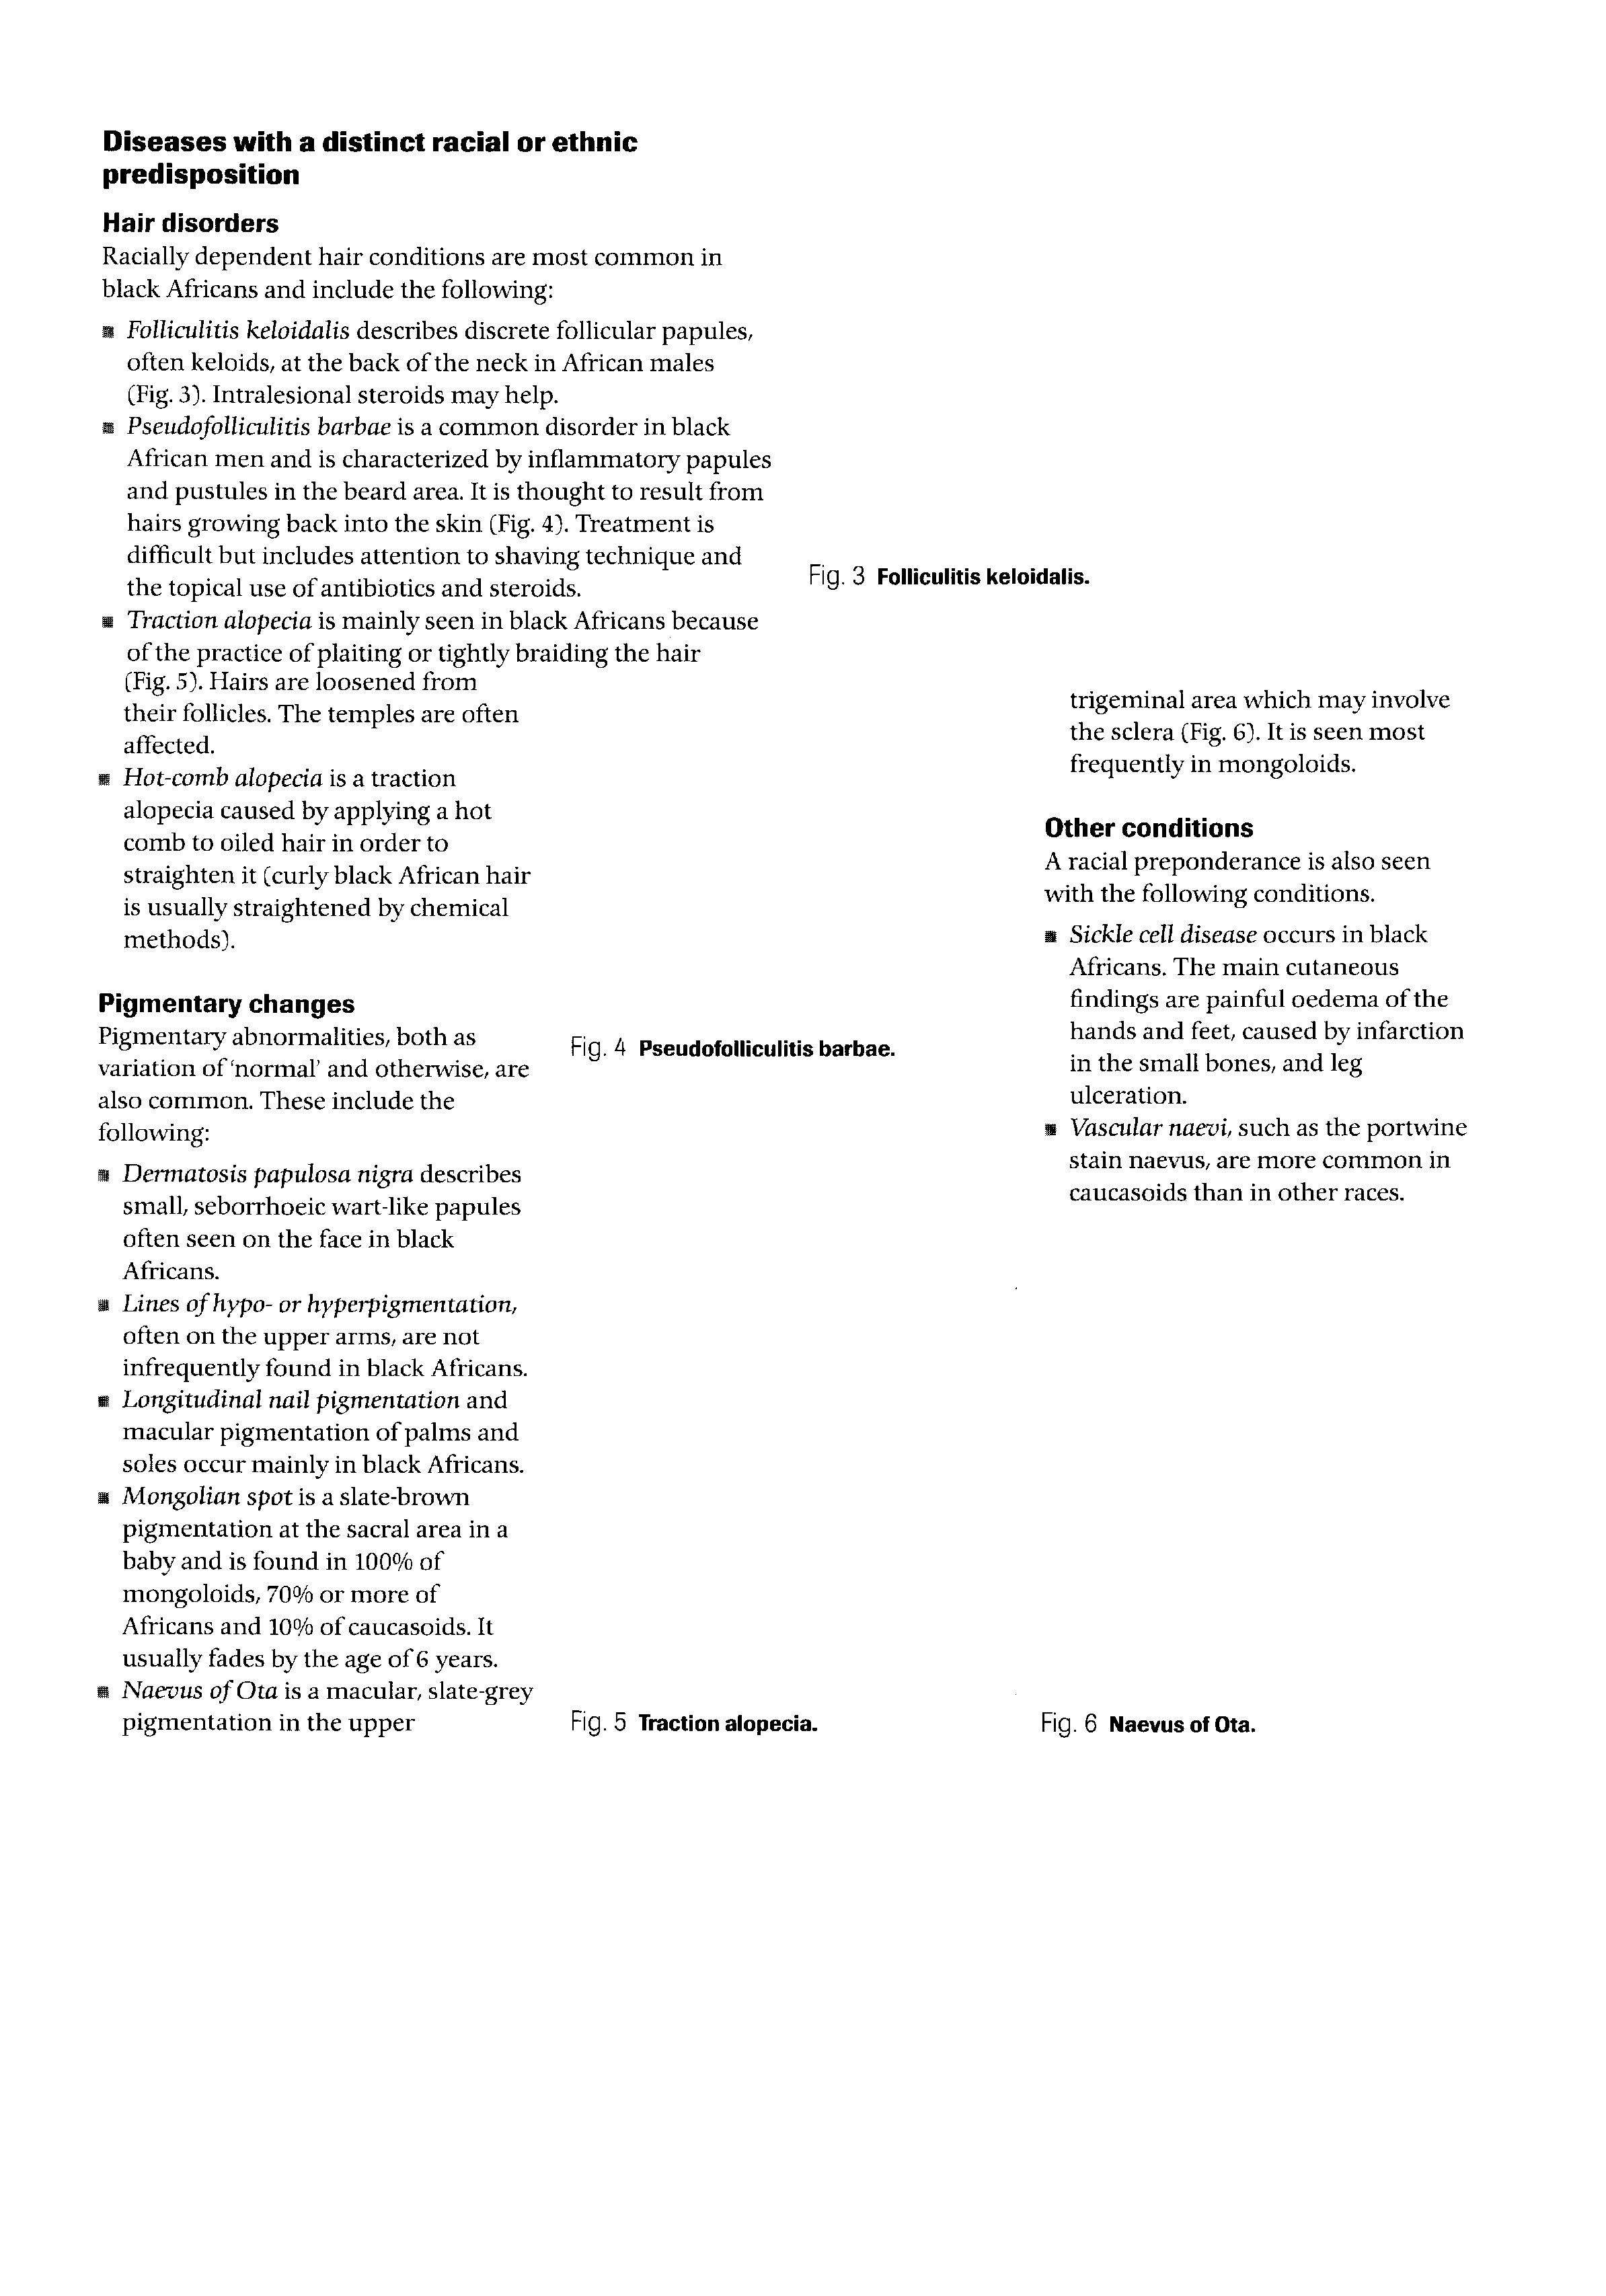 Diseases with a distinct racial or ethnic
predisposition
Hair disorders
Racially dependent hair conditions are most common in
black Africans and include the following:
■ Folliculitis keloidalis describes discrete follicular papules,
often keloids, at the back of the neck in African males
(Fig. 3). Intralesional steroids may help.
■ Pseudofolliculitis barbae is a common disorder in black
African men and is characterized by inflammatory papules
and pustules in the beard area. It is thought to result from
hairs growing back into the skin (Fig. 4). Treatment is
difficult but includes attention to shaving technique and
the topical use of antibiotics and steroids.
■ Traction alopecia is mainly seen in black Africans because
of the practice of plaiting or tightly braiding the hair
(Fig. 5). Hairs are loosened from
their follicles. The temples are often
affected.
■ Hot-comb alopecia is a traction
alopecia caused by applying a hot
comb to oiled hair in order to
straighten it (curly black African hair
is usually straightened by chemical
methods).
Pigmentary changes
Pigmentary abnormalities, both as
variation of 'normal' and otherwise, are
also common. These include the
following:
■ Dermatosis papulosa nigra describes
small, seborrhoeic wart-like papules
often seen on the face in black
Africans.
■ Lines of hypo- or hyperpigmentation,
often on the upper arms, are not
infrequently found in black Africans.
■ Longitudinal nail pigmentation and
macular pigmentation of palms and
soles occur mainly in black Africans.
■ Mongolian spot is a slate-brown
pigmentation at the sacral area in a
baby and is found in 100% of
mongoloids, 70% or more of
Africans and 10% of caucasoids. It
usually fades by the age of 6 years.
■ Naevus of Ota is a macular, slate-grey
pigmentation in the upper
Fig. 3 Folliculitis keloidalis.
Fig. 4 Pseudofolliculitis barbae.
Fig. 5 Traction alopecia.
trigeminal area which may involve
the sclera (Fig. 6). It is seen most
frequently in mongoloids.
Other conditions
A racial preponderance is also seen
with the following conditions.
■ Sickle cell disease occurs in black
Africans. The main cutaneous
findings are painful oedema of the
hands and feet, caused by infarction
in the small bones, and leg
ulceration.
■ Vascular naevi, such as the portwine
stain naevus, are more common in
caucasoids than in other races.
Fig. 6 Naevus of Ota.